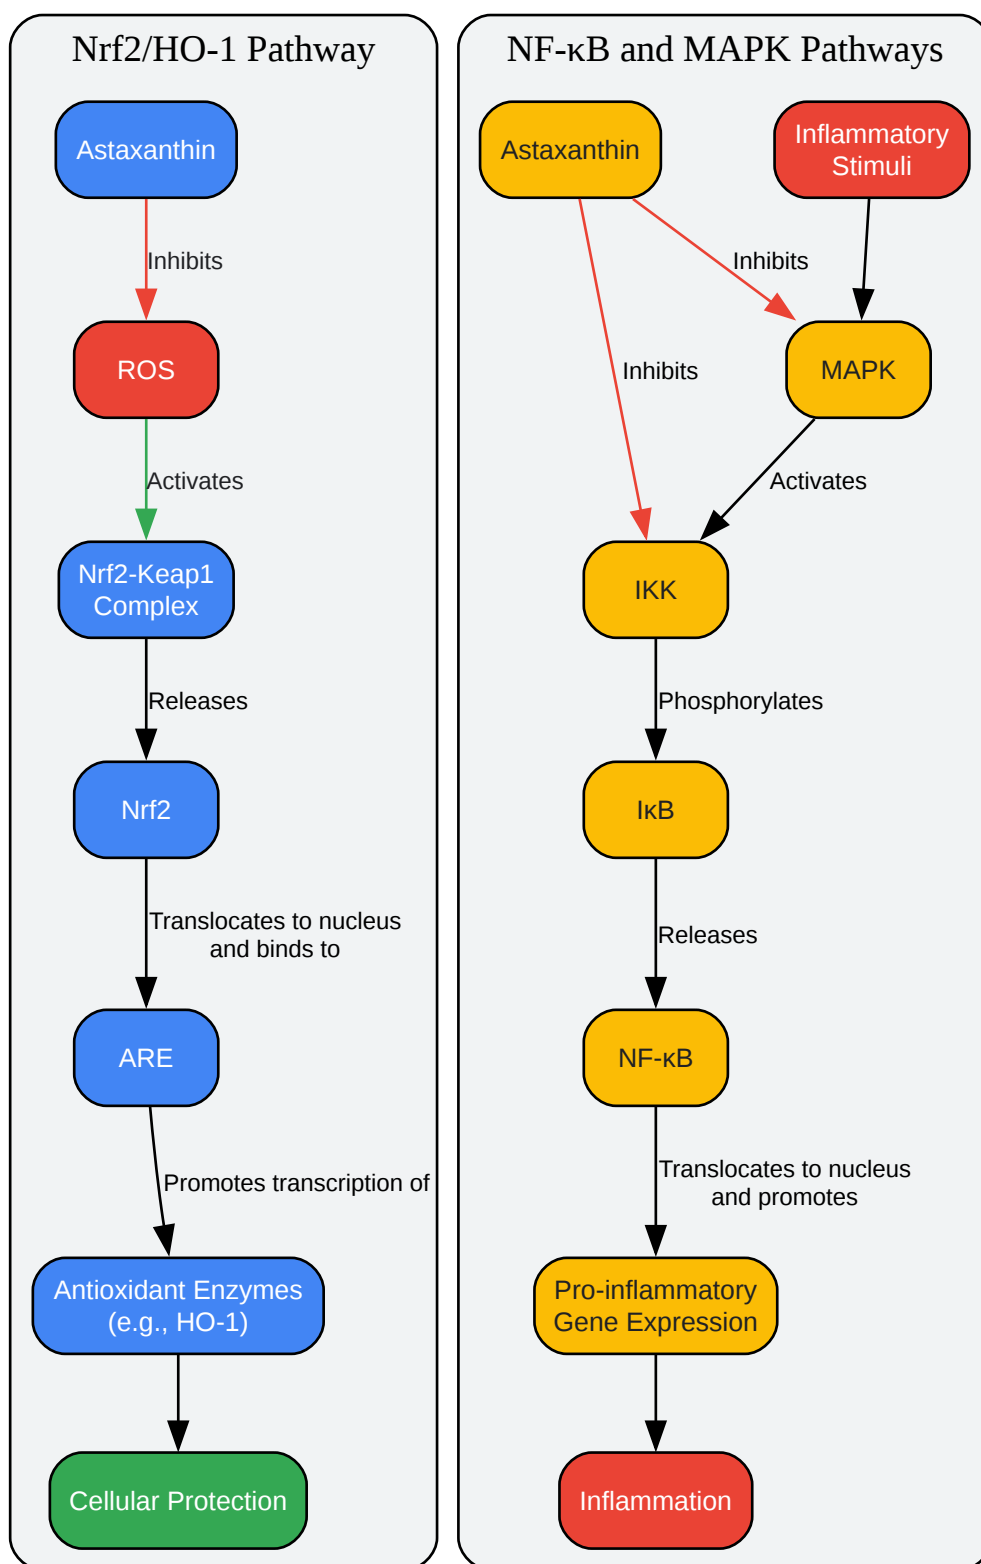 Nrf2/HO-1 Pathway
Astaxanthin
Inhibits
ROS
Activates
Nrf2-Keap1
Complex
Releases
Nrf2
Translocates to nucleus
and binds to
ARE
Promotes transcription of
Antioxidant Enzymes
(e.g., HO-1)
Cellular Protection
NF-κB and MAPK Pathways
Astaxanthin
Inflammatory
Stimuli
Inhibits
MAPK
Inhibits
Activates
IKK
Phosphorylates
IκB
Releases
NF-κB
Translocates to nucleus
and promotes
Pro-inflammatory
Gene Expression
Inflammation